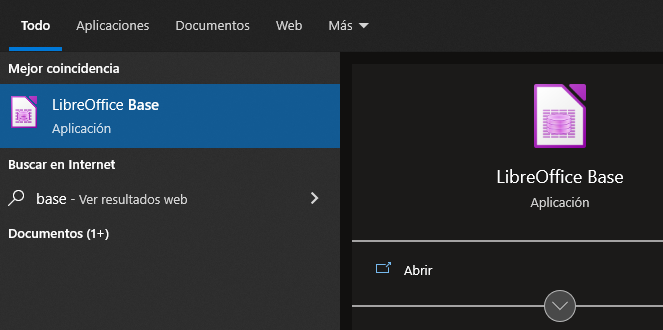 Todo Aplicaciones Documentos Web Más
Mejor coincidencia
LibreOffice Base
Aplicación
Buscar en Internet
base - Ver resultados web
Documentos (1+)
LibreOffice Base
Aplicación
Abrir